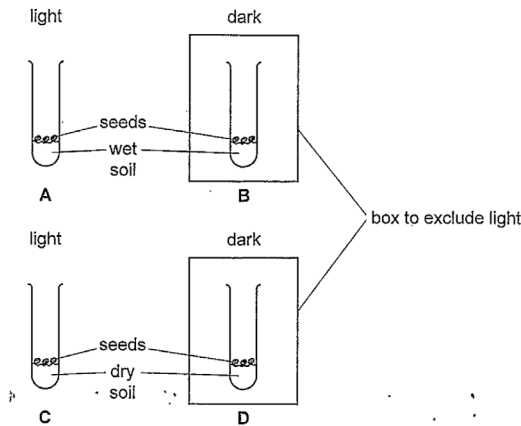 light dark
seeds
wet
soil
A B
box to exclude light
light dark
seeds
dry
soil
C D